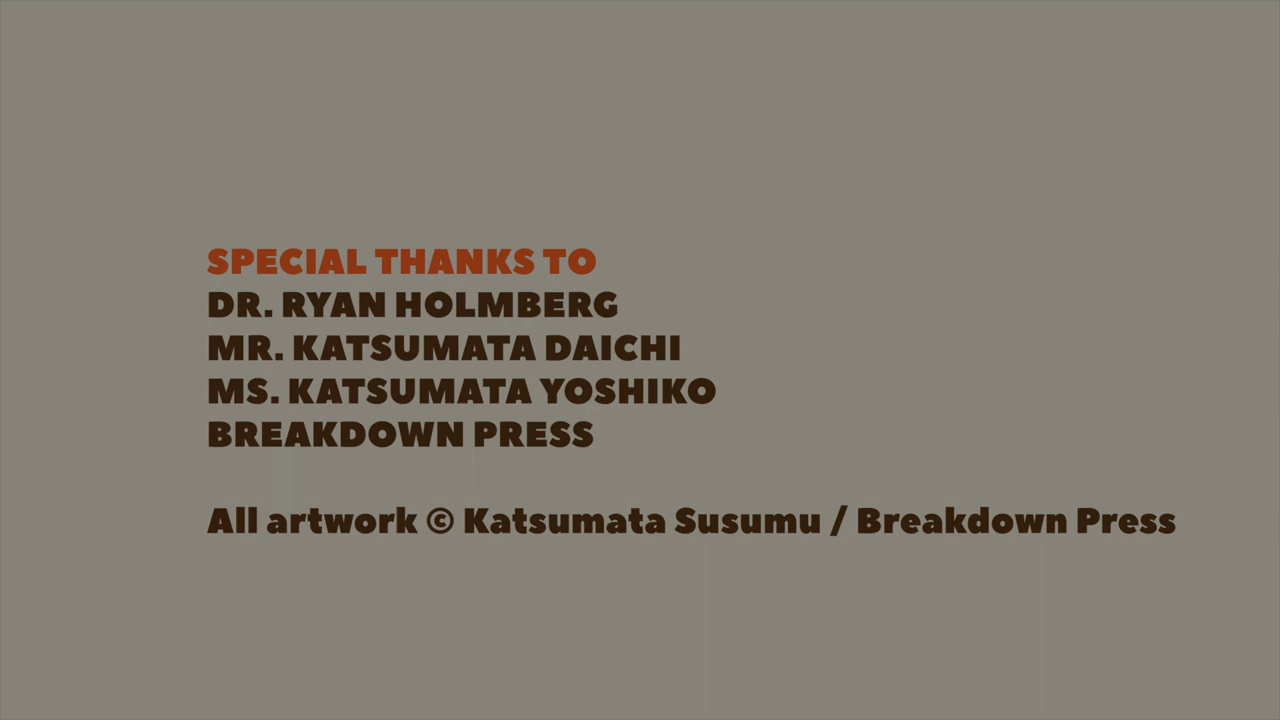 SPECIAL THANKS TO
DR. RYAN HOLMBERG
MR. KATSUMATA DAICHI
MS. KATSUMATA YOSHIKO
BREAKDOWN PRESS
All artwork © Katsumata Susumu / Breakdown Press